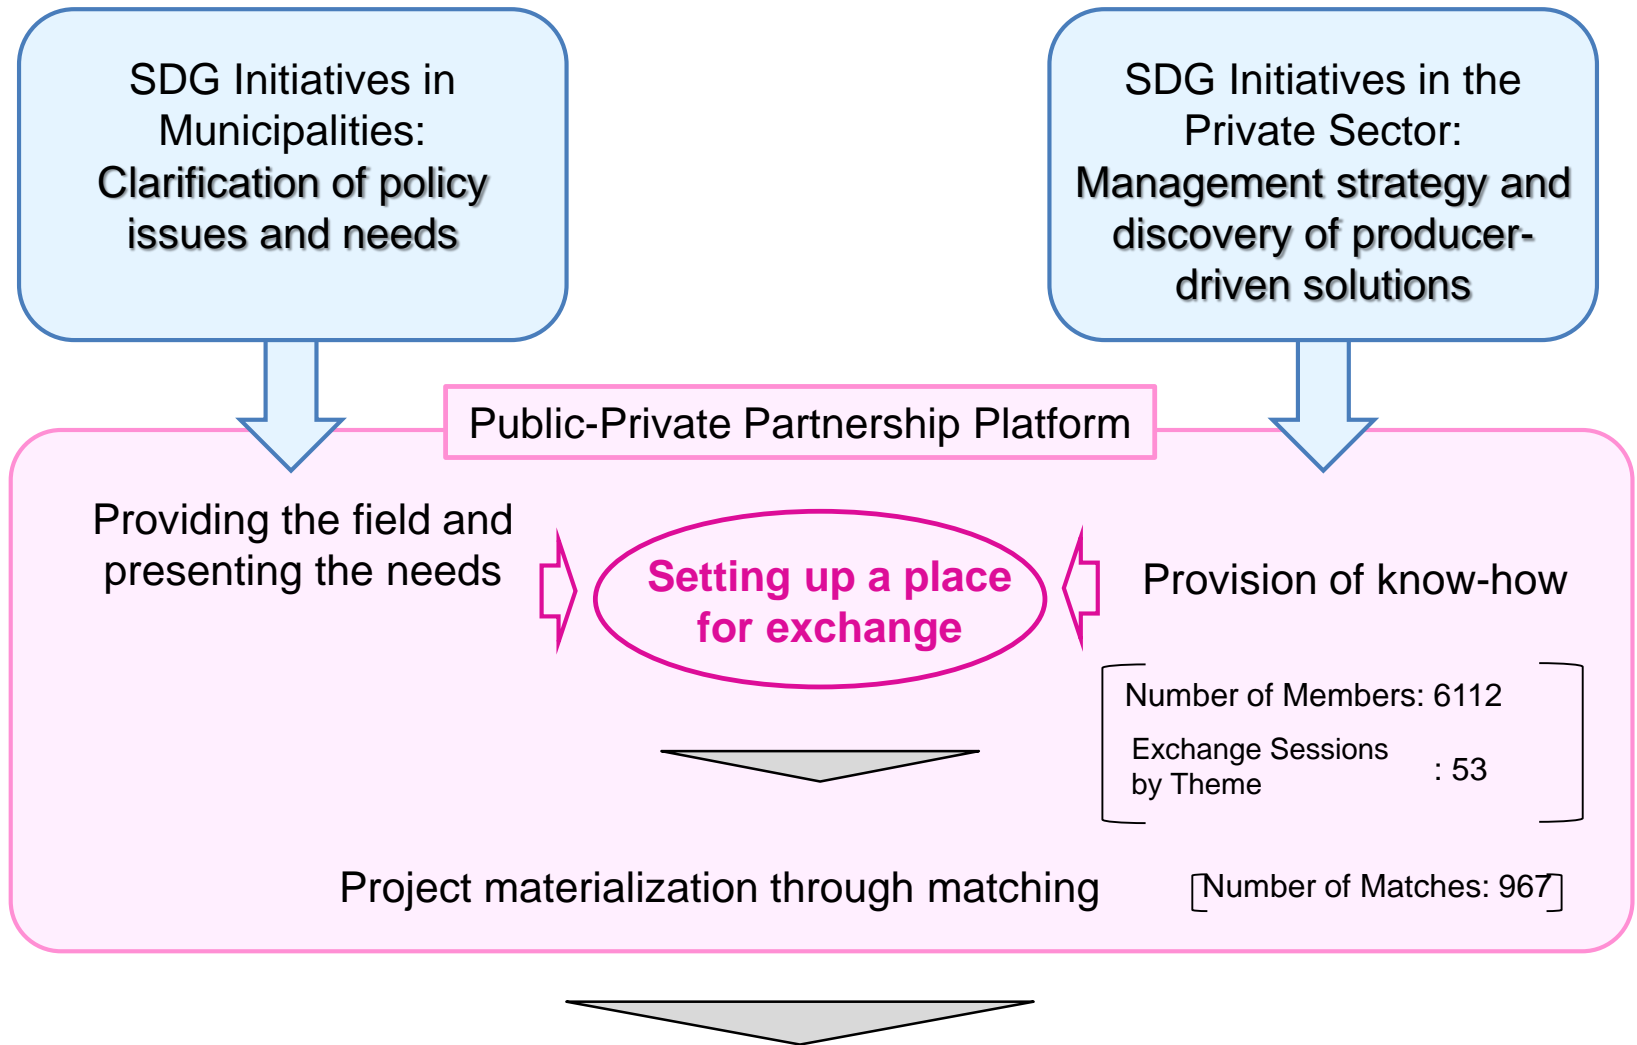 SDG Initiatives in
Municipalities:
Clarification of policy
issues and needs
SDG Initiatives in the
Private Sector:
Management strategy and
discovery of producer-
driven solutions
Public-Private Partnership Platform
Providing the field and
presenting the needs
Setting up a place
for exchange
Provision of know-how
Number of Members: 6112
Exchange Sessions
by Theme : 53
Project materialization through matching
[Number of Matches: 967]